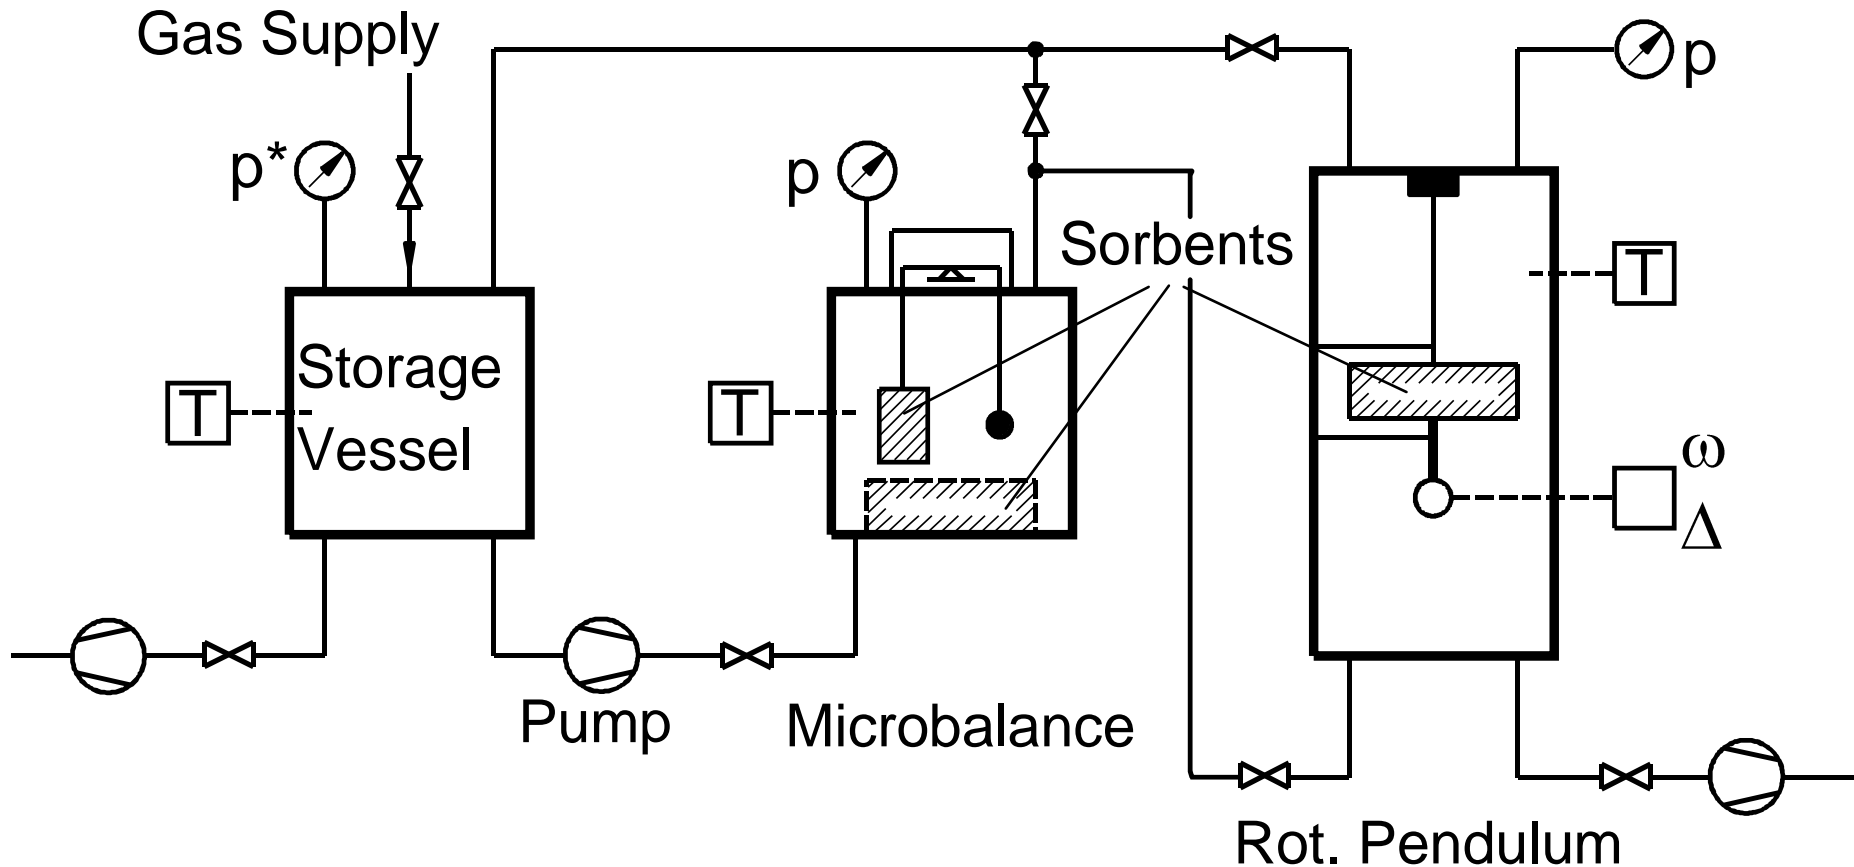 Gas Supply
p
p*
p
Sorbents
T
Storage
T
T
Vessel
ω
Δ
Pump
Microbalance
Rot. Pendulum